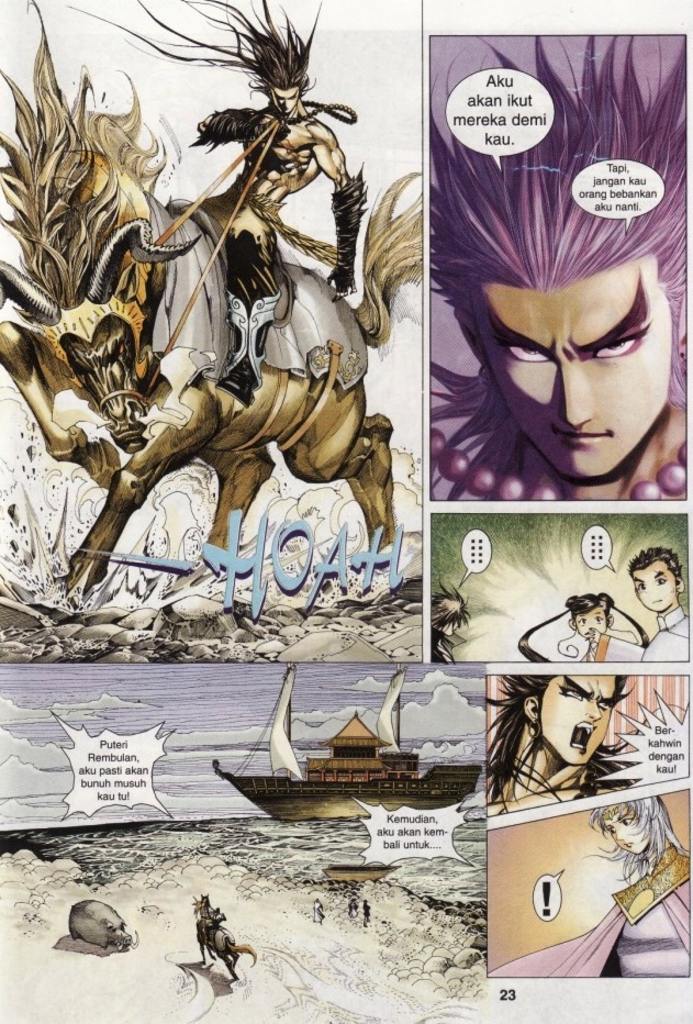 Aku
akan ikut
mereka demi
kau.
Tapi,
jangan kau
orang bebankan
aku nanti.
HOAH
Puteri
Rembulan,
aku pasti akan
bunuh musuh
kau tu!
Kemudian,
aku akan kem-
bali untuk....
Ber-
kahwin
dengan
kau!
!
23